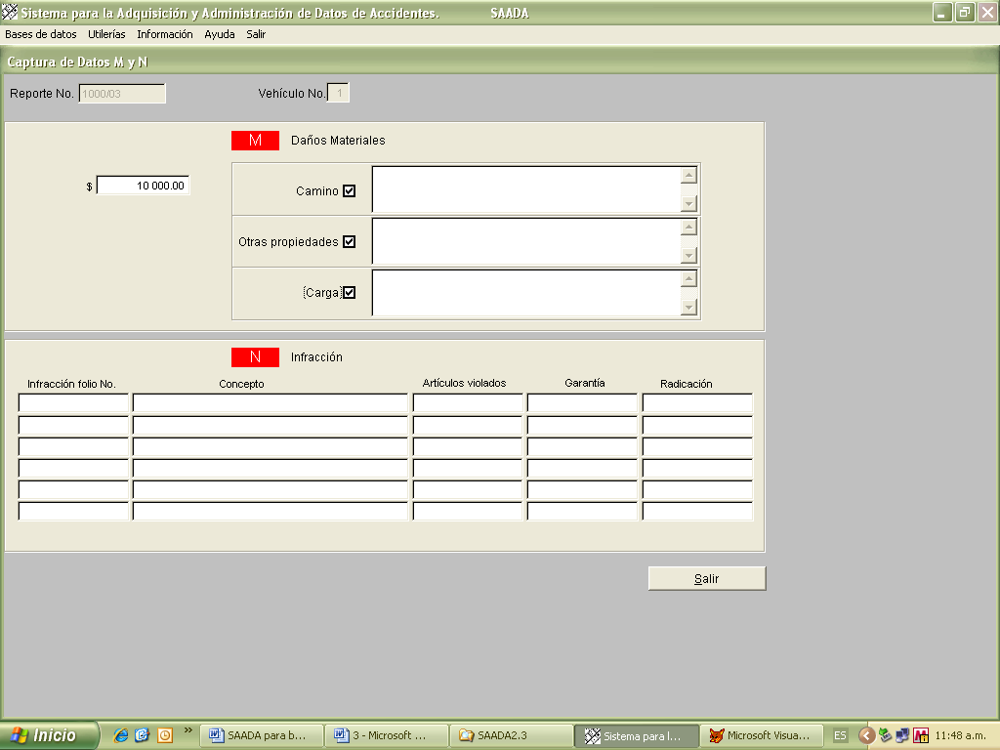 Sistema para la Adquisición y Administración de Datos de Accidentes. SAADA
Bases de datos Utilerías Información Ayuda Salir
Captura de Datos M y N
Reporte No. 1000/03 Vehículo No. 1
M Daños Materiales
$ 10 000.00
Camino
Otras propiedades
Carga
N Infracción
Infracción folio No. Concepto Artículos violados Garantía Radicación
Salir
Inicio » SAADA para b... 3 - Microsoft ... SAADA2.3 Sistema para l... Microsoft Visua... ES 11:48 a.m.